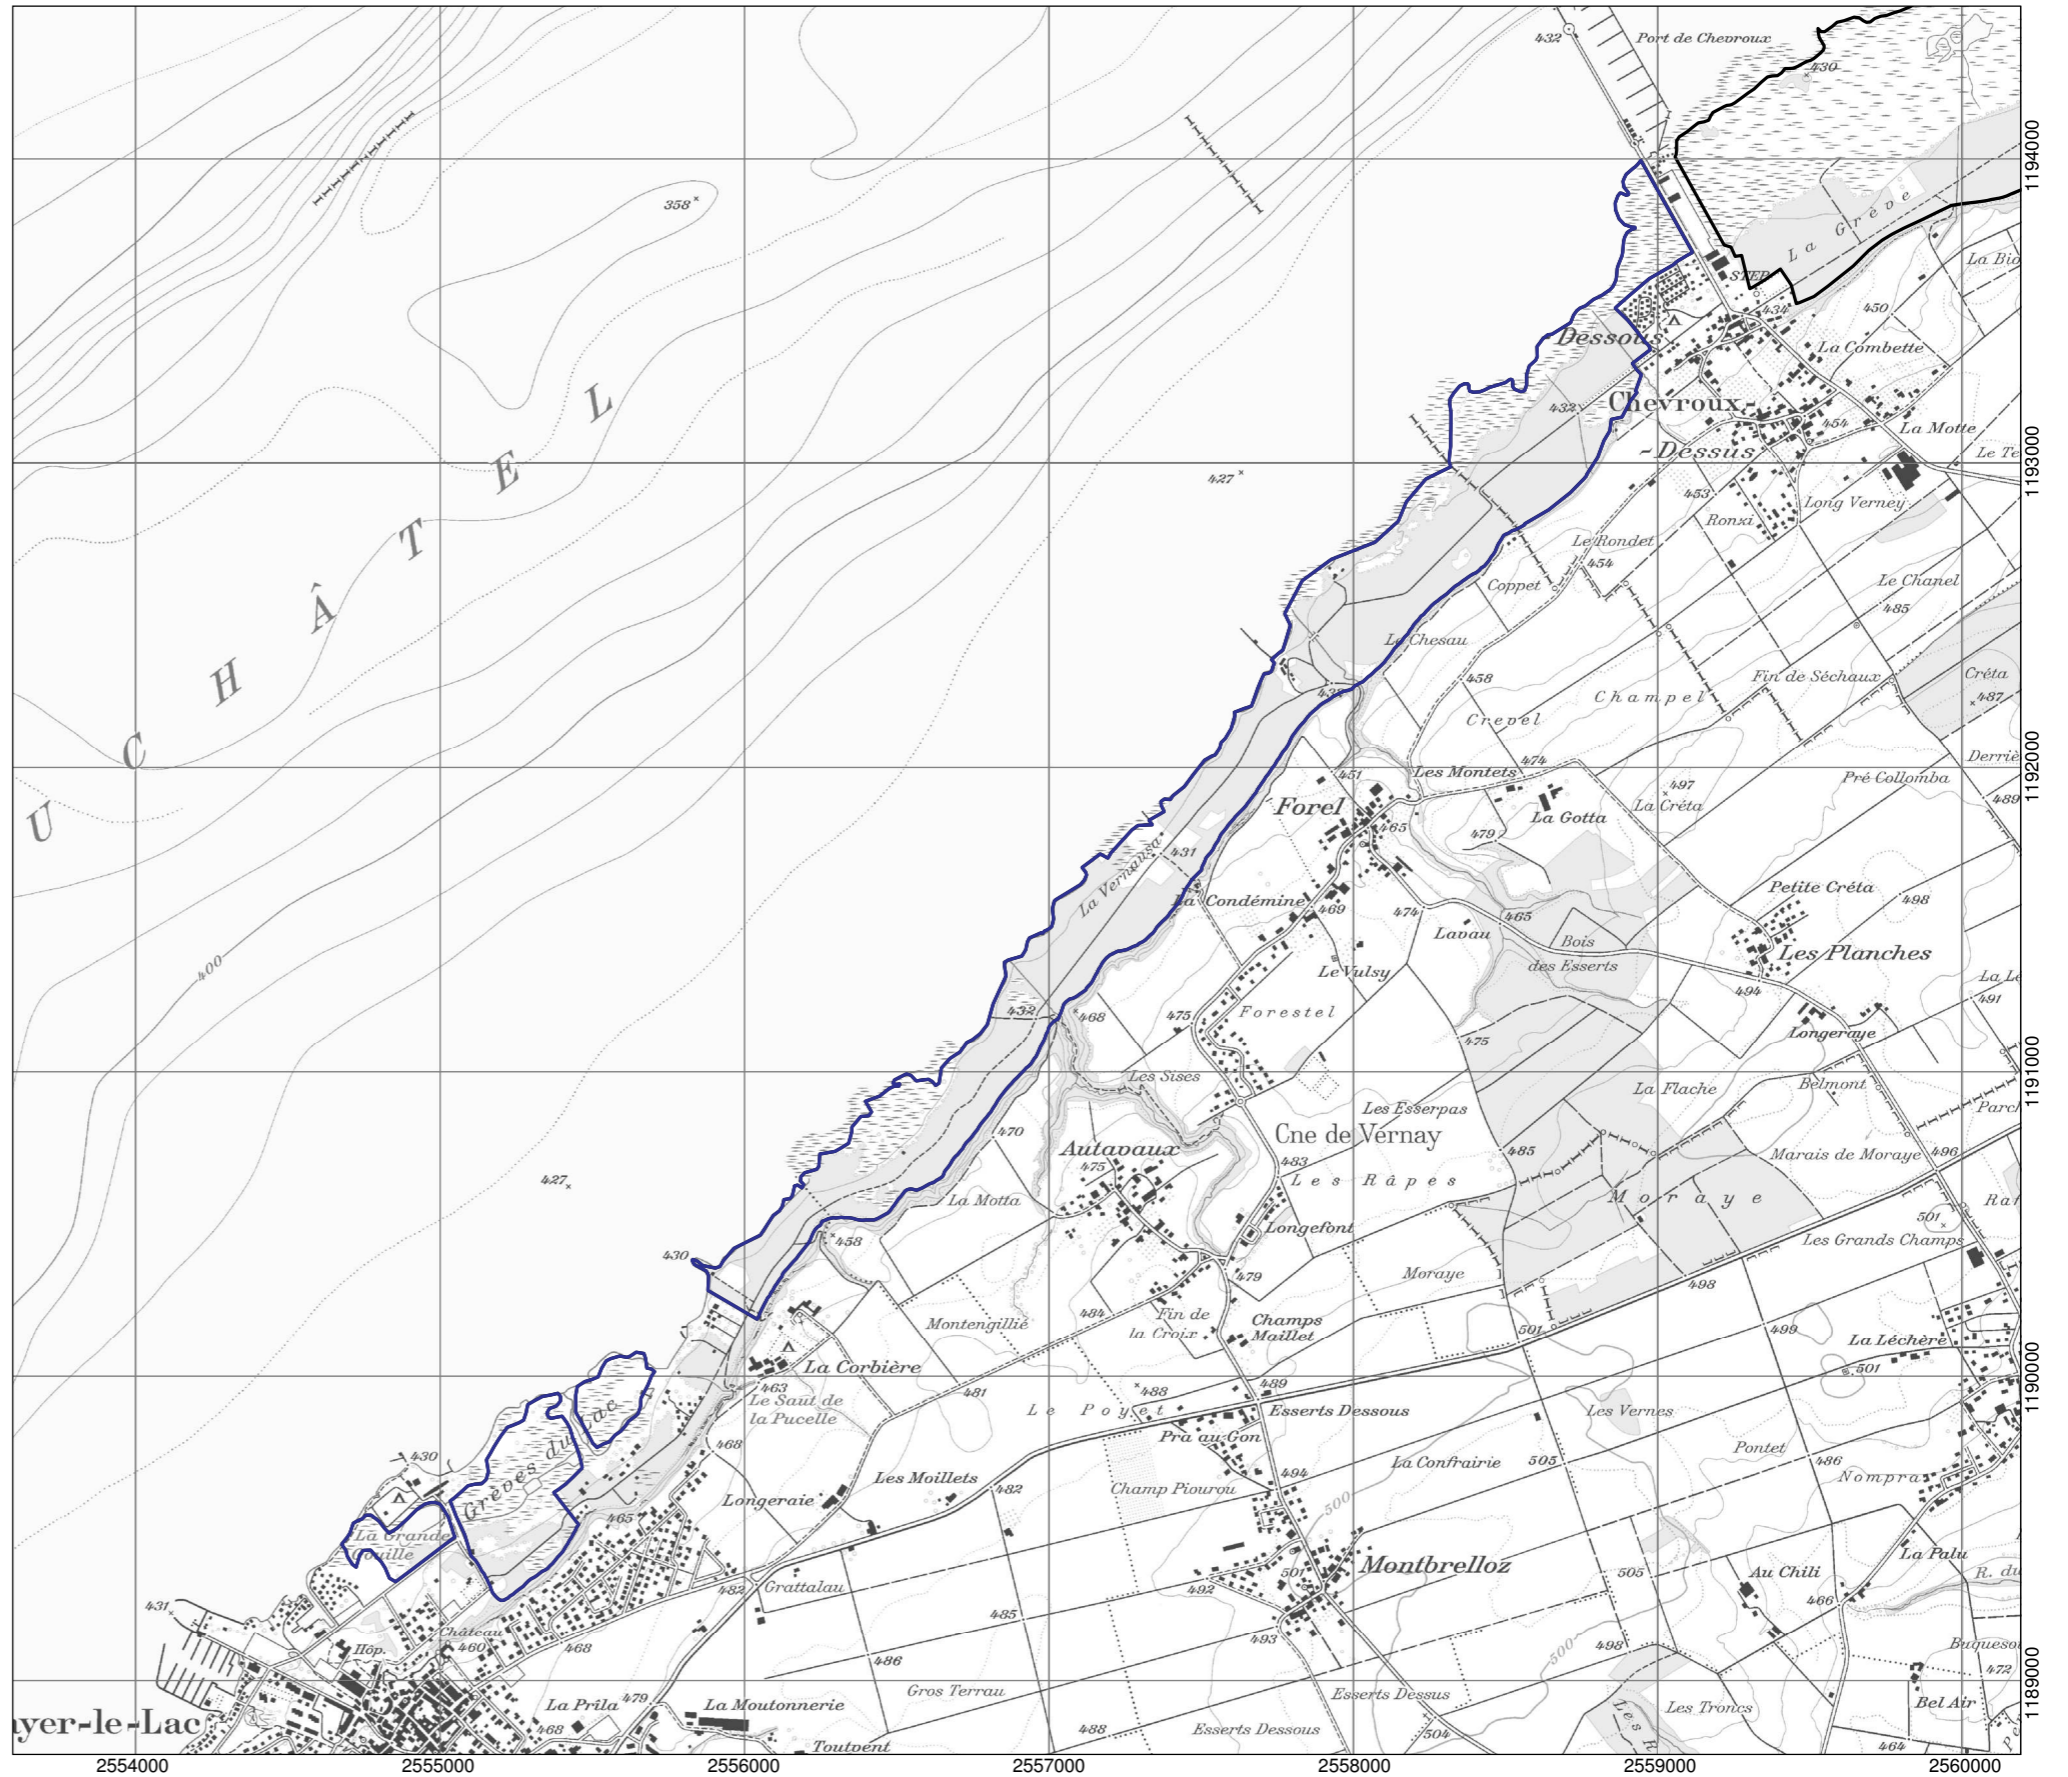 432
Port de Chevroux
430
1194000
358
La Grève
La Bio
STEP
434
450
Dessous
La Combette
L
432
Chevroux-
454
La Motte
-Dessus
Le Te
E
427
1193000
453
Long Verney
Ronxi
T
Le Rondet
454
Coppet
Le Chanel
485
Â
Le Chesau
H
458
Fin de Séchaux
Créta
432
Champel
487
Crevel
C
Derriè
1192000
451
Les Montets
474
Pré Collomba
497
489
La Créta
U
Forel
La Gotta
465
479
431
La Vernausa
Petite Créta
La Condémine
469
474
465
498
Lavau
Bois
des Esserts
Les Planches
400
Le Vulsy
La Le
494
491
432
468
475
Forestel
Longeraye
475
1191000
Les Sises
La Flache
Belmont
Les Esserpas
Parch
470
Cne de Vernay
Autavaux
475
483
485
Marais de Moraye
496
427
Les Râpes
Moraye
La Motta
Raf
501
458
Longefont
Les Grands Champs
430
479
Moraye
498
484
Fin de
la Croix
Montengillié
Champs
Maillet
501
499
La Léchère
La Corbière
501
1190000
463
481
488
489
Le Saut de
la Pucelle
Le Poyet
Esserts Dessous
Les Vernes
Grèves du Lac
Pra au Gon
468
Pontet
430
La Confrairie
505
486
Les Moillets
494
Nompra
482
Longeraie
Champ Piourou
500
465
La Grande
Gouille
Montbrelloz
La Palu
482
Grattalau
492
501
505
Au Chili
R. du
431
466
485
Château
460
493
Hôp.
468
498
Buqueson
500
486
472
1189000
La Prîla
479
La Moutonnerie
Gros Terrau
Esserts Dessus
Les Troncs
Bel Air
yer-le-Lac
468
488
Esserts Dessous
504
Les R
Toutvent
464
2554000
2555000
2556000
2557000
2558000
2559000
2560000